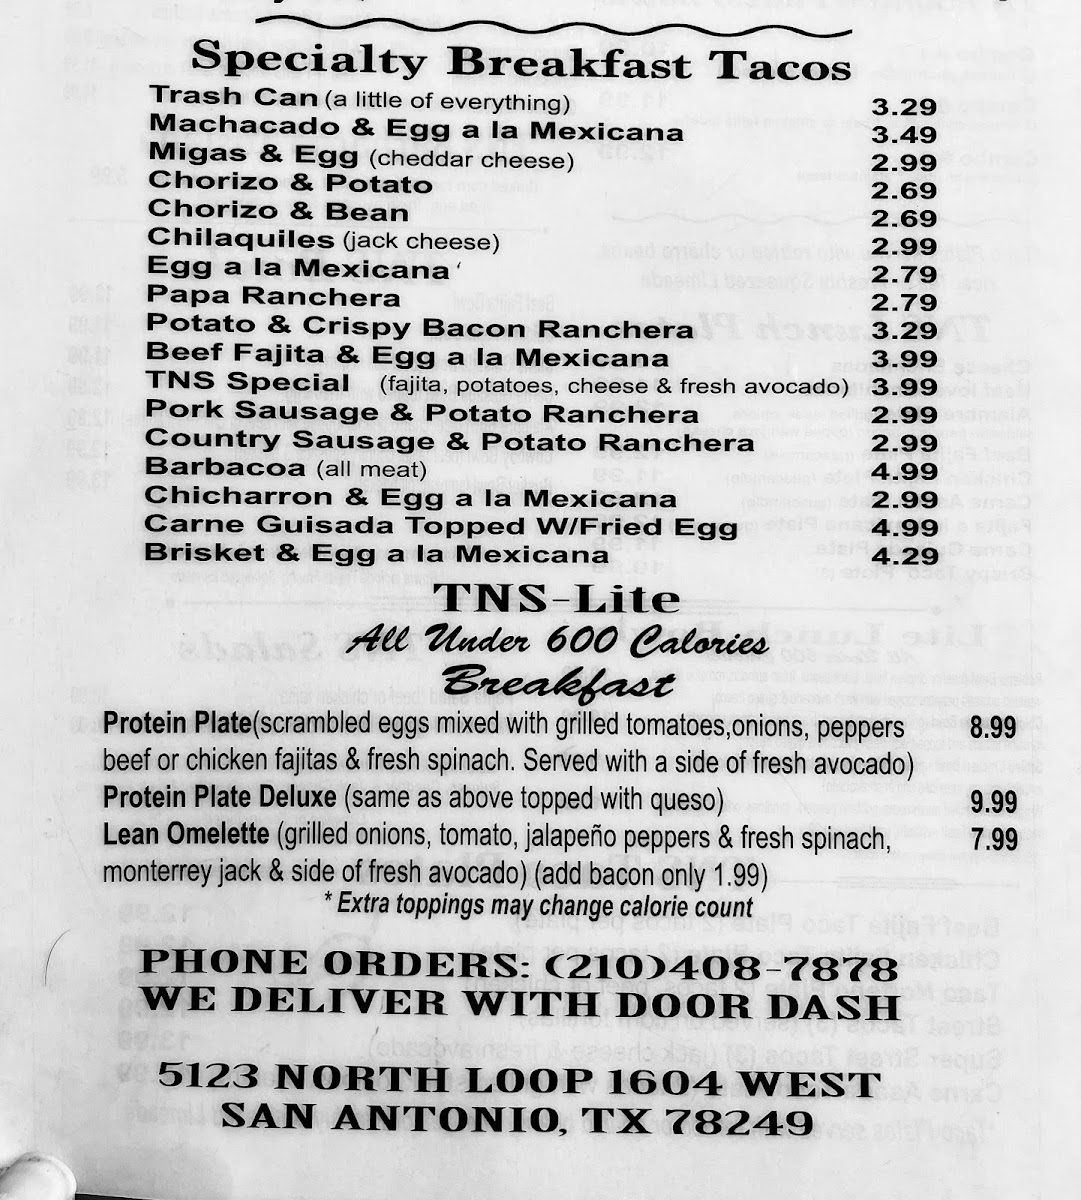 Specialty Breakfast Tacos
Trash Can (a little of everything) 3.29
Machacado & Egg a la Mexicana 3.49
Migas & Egg (cheddar cheese) 2.99
Chorizo & Potato 2.69
Chorizo & Bean 2.69
Chilaquiles (jack cheese) 2.99
Egg a la Mexicana 2.79
Papa Ranchera 2.79
Potato & Crispy Bacon Ranchera 3.29
Beef Fajita & Egg a la Mexicana 3.99
TNS Special (fajita, potatoes, cheese & fresh avocado) 3.99
Pork Sausage & Potato Ranchera 2.99
Country Sausage & Potato Ranchera 2.99
Barbacoa (all meat) 4.99
Chicharron & Egg a la Mexicana 2.99
Carne Guisada Topped W/Fried Egg 4.99
Brisket & Egg a la Mexicana 4.29
TNS-Lite
All Under 600 Calories
Breakfast
Protein Plate(scrambled eggs mixed with grilled tomatoes,onions, peppers 8.99
beef or chicken fajitas & fresh spinach. Served with a side of fresh avocado)
Protein Plate Deluxe (same as above topped with queso) 9.99
Lean Omelette (grilled onions, tomato, jalapeño peppers & fresh spinach, 7.99
monterrey jack & side of fresh avocado) (add bacon only 1.99)
* Extra toppings may change calorie count
PHONE ORDERS: (210)408-7878
WE DELIVER WITH DOOR DASH
5123 NORTH LOOP 1604 WEST
SAN ANTONIO, TX 78249